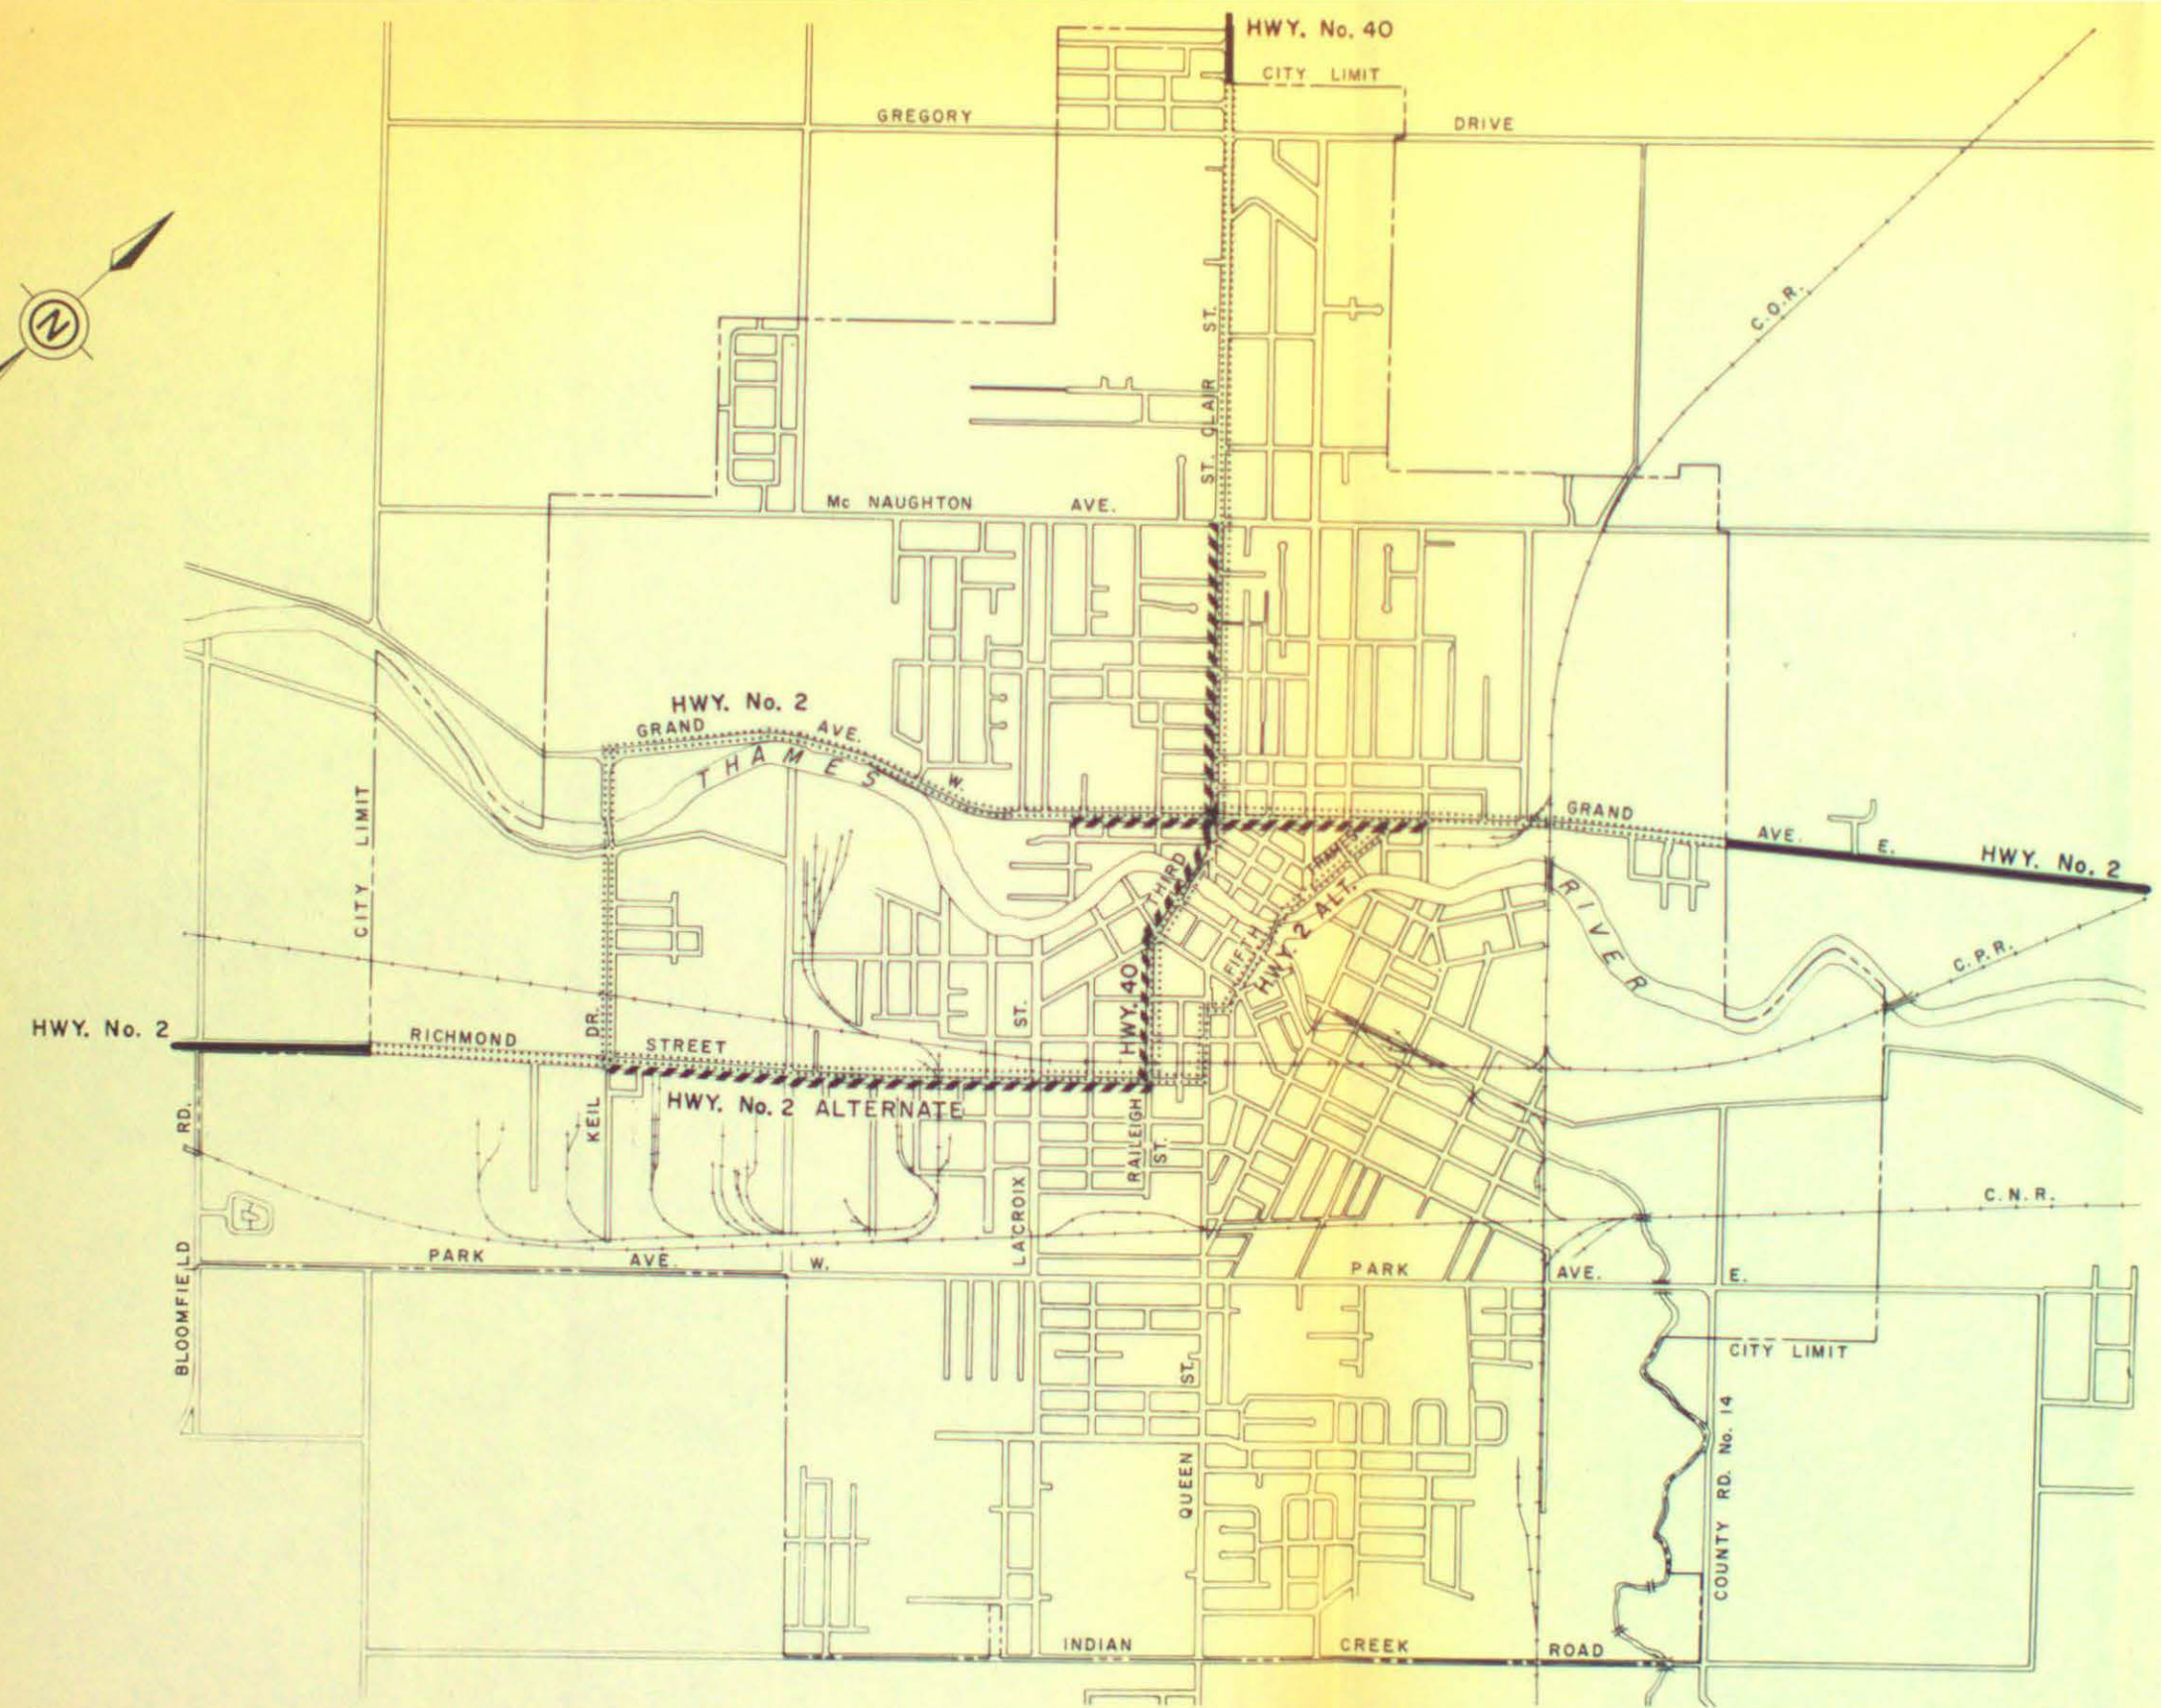 HWY. No. 40
CITY LIMIT
GREGORY DRIVE
N
C.O.R.
ST. CLAIR ST.
Mc NAUGHTON AVE.
HWY. No. 2
GRAND AVE. W.
THAMES
CITY LIMIT
GRAND AVE. E.
HWY. No. 2
THIRD
THAMES
FIFTH
HWY. 2 ALT.
RIVER
C.P.R.
HWY. 40
ST.
HWY. No. 2
RICHMOND STREET
DR.
KEIL
HWY. No. 2 ALTERNATE
RALEIGH ST.
LACROIX
RD.
BLOOMFIELD
C.N.R.
PARK AVE. W.
PARK AVE. E.
CITY LIMIT
ST.
QUEEN
COUNTY RD. No. 14
INDIAN CREEK ROAD